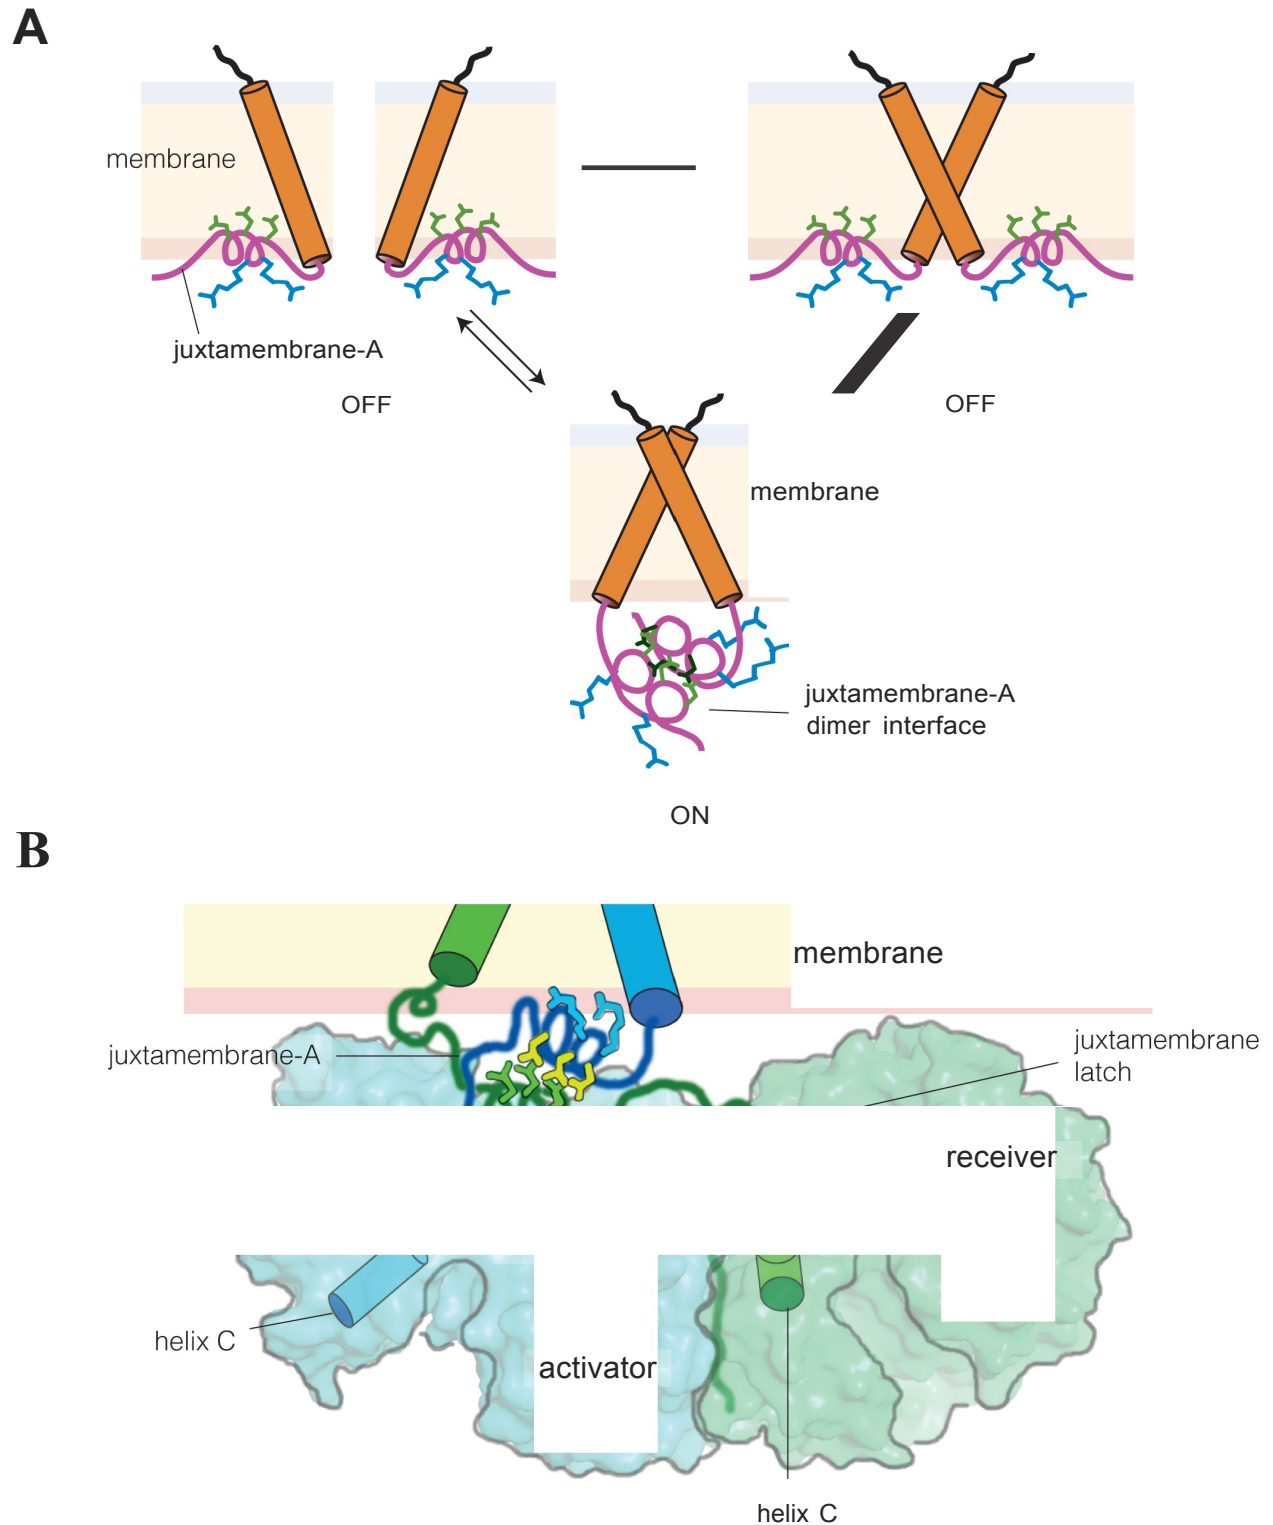 A
membrane
juxtamembrane-A
OFF
OFF
membrane
juxtamembrane-A
dimer interface
ON
B
membrane
juxtamembrane-A
juxtamembrane
latch
receiver
helix C
activator
helix C